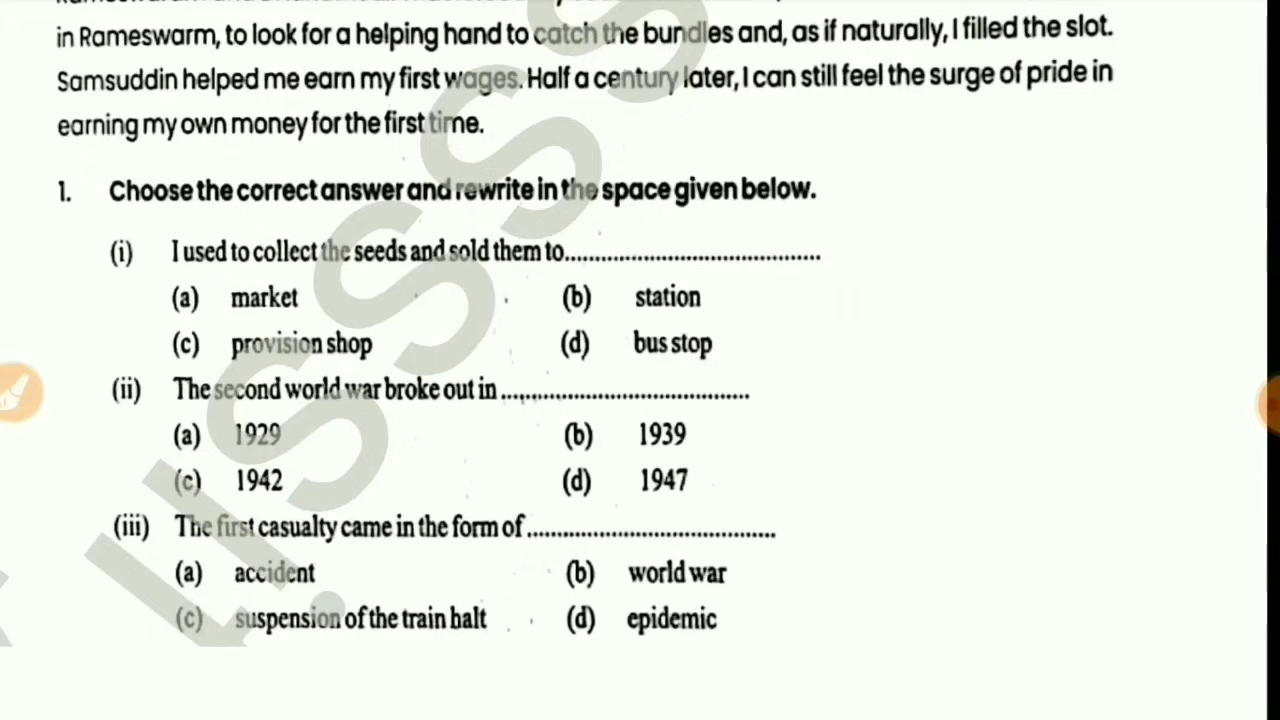 in Rameswarm, to look for a helping hand to catch the bundles and, as if naturally, I filled the slot.
Samsuddin helped me earn my first wages. Half a century later, I can still feel the surge of pride in
earning my own money for the first time.
1. Choose the correct answer and rewrite in the space given below.
(i) I used to collect the seeds and sold them to..........................................
(a) market (b) station
(c) provision shop (d) bus stop
(ii) The second world war broke out in ..........................................
(a) 1929 (b) 1939
(c) 1942 (d) 1947
(iii) The first casualty came in the form of..........................................
(a) accident (b) world war
(c) suspension of the train halt (d) epidemic